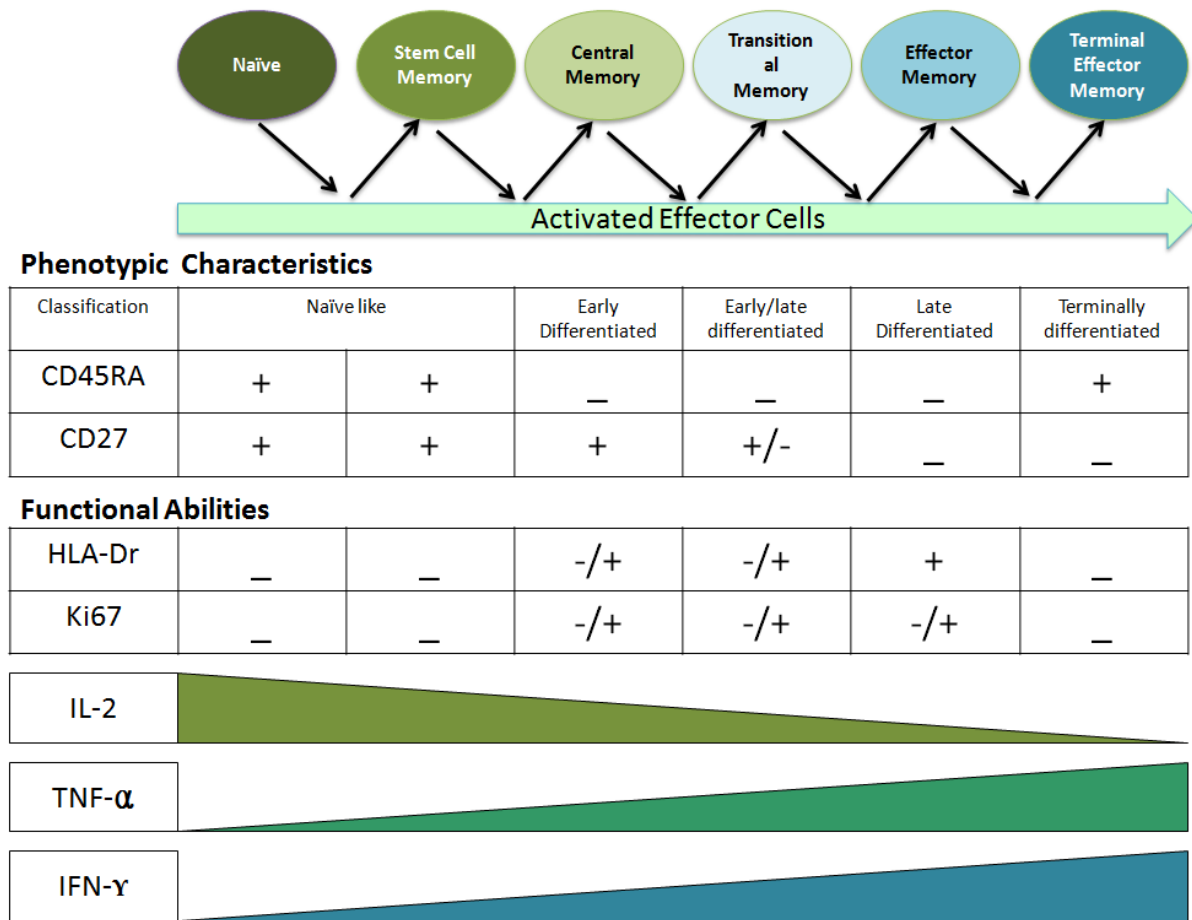 Naïve
Stem Cell
Memory
Central
Memory
Transition
al
Memory
Effector
Memory
Terminal
Effector
Memory
Activated Effector Cells
Phenotypic Characteristics
Classification
Naïve like
Early
Differentiated
Early/late
differentiated
Late
Differentiated
Terminally
differentiated
CD45RA + + _ _ _ +
CD27 + + + +/- _ _
Functional Abilities
HLA-Dr _ _ -/+ -/+ + _
Ki67 _ _ -/+ -/+ -/+ _
IL-2
TNF-α
IFN-ϒ